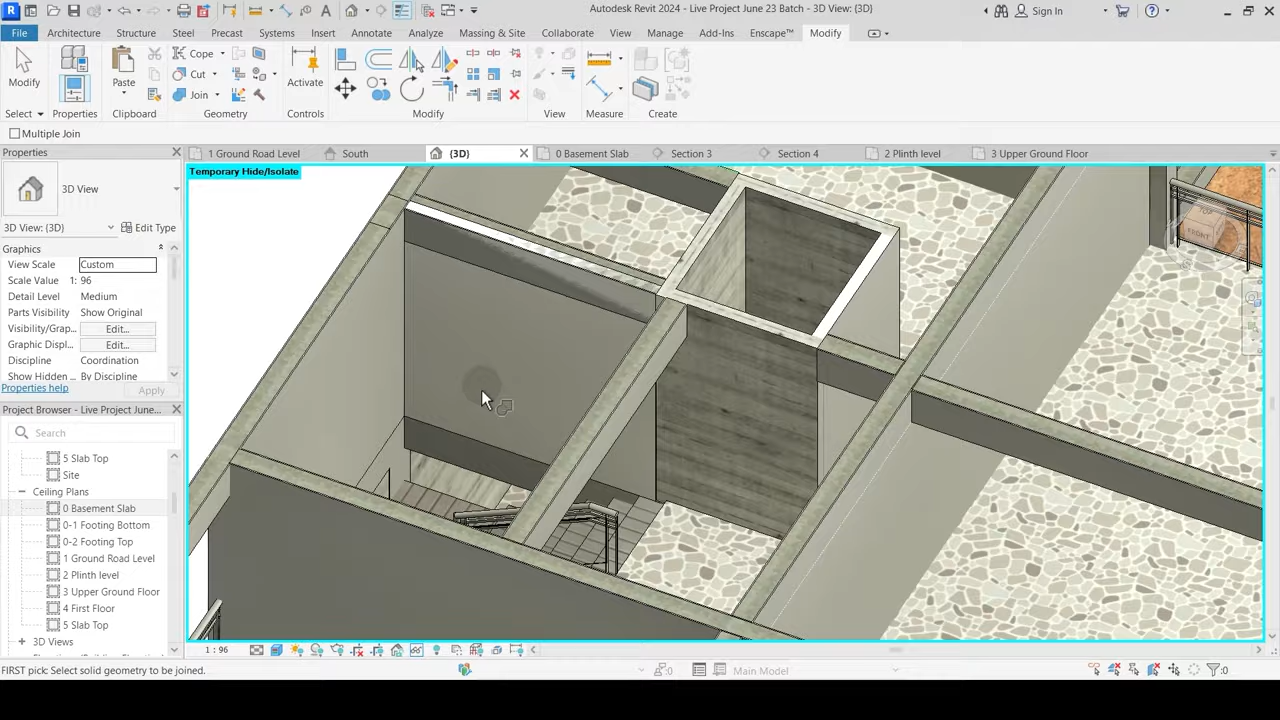 Autodesk Revit 2024 - Live Project June 23 Batch - 3D View: {3D}
Sign In
File Architecture Structure Steel Precast Systems Insert Annotate Analyze Massing & Site Collaborate View Manage Add-Ins Enscape™ Modify
Modify Paste Cope Cut Join Activate
Select Properties Clipboard Geometry Controls Modify View Measure Create
Multiple Join
Properties
1 Ground Road Level South {3D} 0 Basement Slab Section 3 Section 4 2 Plinth level 3 Upper Ground Floor
Temporary Hide/Isolate
3D View
3D View: {3D} Edit Type
Graphics
View Scale Custom
Scale Value 1: 96
Detail Level Medium
Parts Visibility Show Original
Visibility/Grap... Edit...
Graphic Displ... Edit...
Discipline Coordination
Show Hidden ... By Discipline
Properties help Apply
Project Browser - Live Project June...
Search
5 Slab Top
Site
Ceiling Plans
0 Basement Slab
0-1 Footing Bottom
0-2 Footing Top
1 Ground Road Level
2 Plinth level
3 Upper Ground Floor
4 First Floor
5 Slab Top
3D Views
TOP
FRONT
1 : 96
FIRST pick: Select solid geometry to be joined.
:0
Main Model
:0